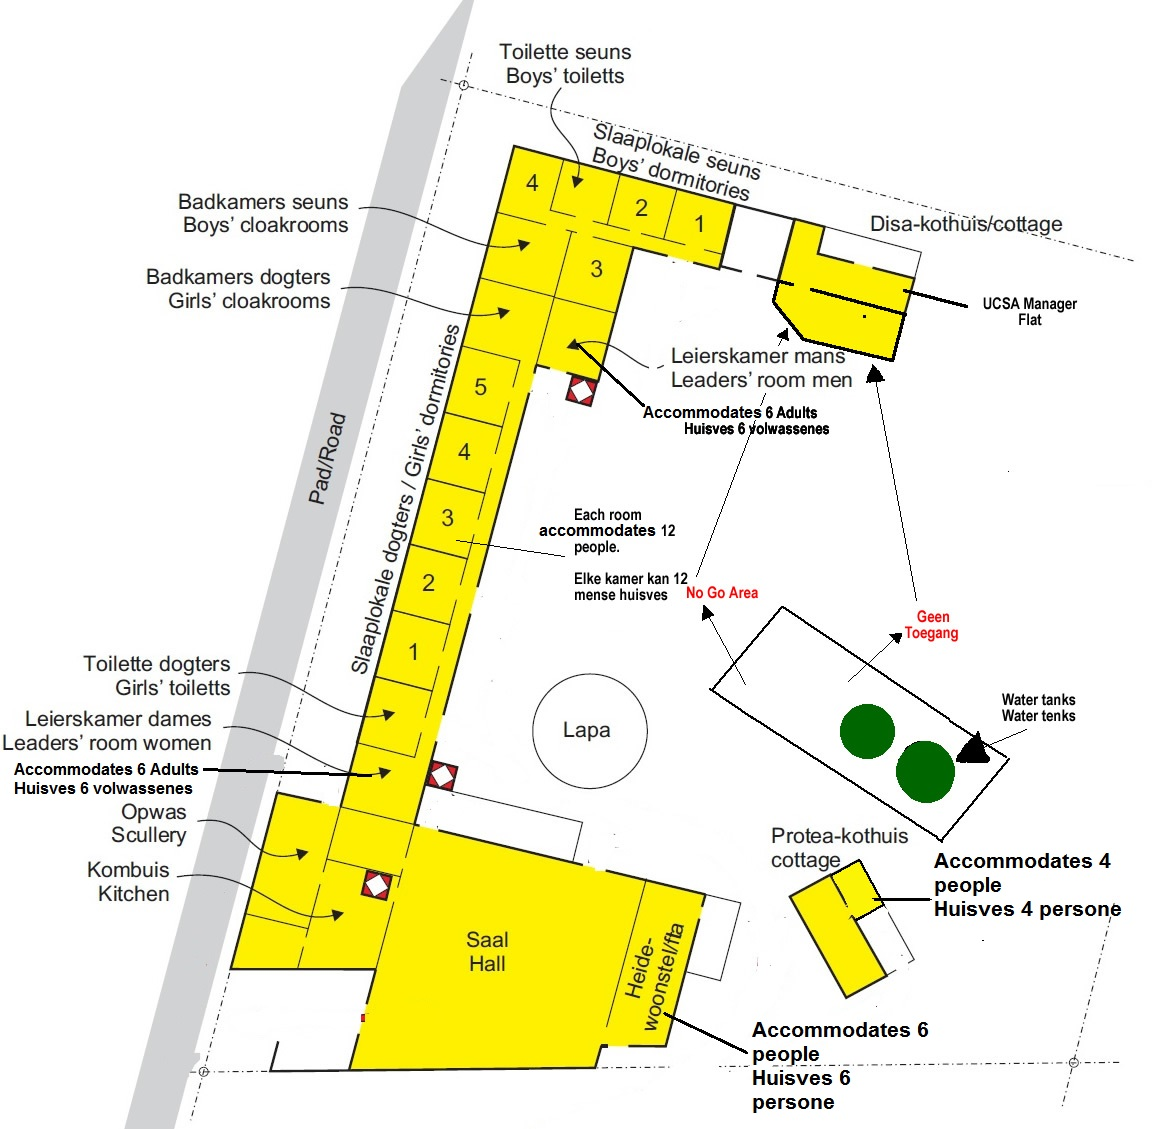 Toilette seuns
Boys' toiletts
Slaaplokale seuns
Boys' dormitories
4
2
1
3
Badkamers seuns
Boys' cloakrooms
Disa-kothuis/cottage
Badkamers dogters
Girls' cloakrooms
UCSA Manager
Flat
Leierskamer mans
Leaders' room men
Accommodates 6 Adults
Huisves 6 volwassenes
Pad/Road
Slaaplokale dogters / Girls' dormitories
5
4
3
2
1
Each room
accommodates 12
people.
Elke kamer kan 12
mense huisves
No Go Area
Geen
Toegang
Toilette dogters
Girls' toiletts
Leierskamer dames
Leaders' room women
Accommodates 6 Adults
Huisves 6 volwassenes
Lapa
Water tanks
Water tenks
Opwas
Scullery
Kombuis
Kitchen
Protea-kothuis
cottage
Accommodates 4
people
Huisves 4 persone
Saal
Hall
Heide-
woonstel/fta
Accommodates 6
people
Huisves 6
persone